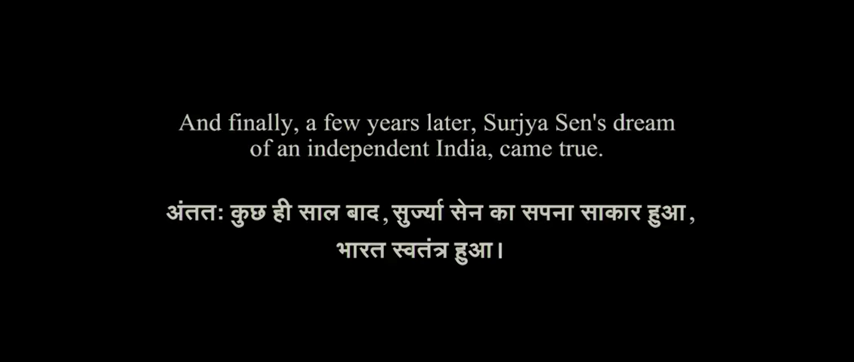 And finally, a few years later, Surjya Sen's dream
of an independent India, came true.
अंततः कुछ ही साल बाद, सुर्ज्या सेन का सपना साकार हुआ,
भारत स्वतंत्र हुआ।